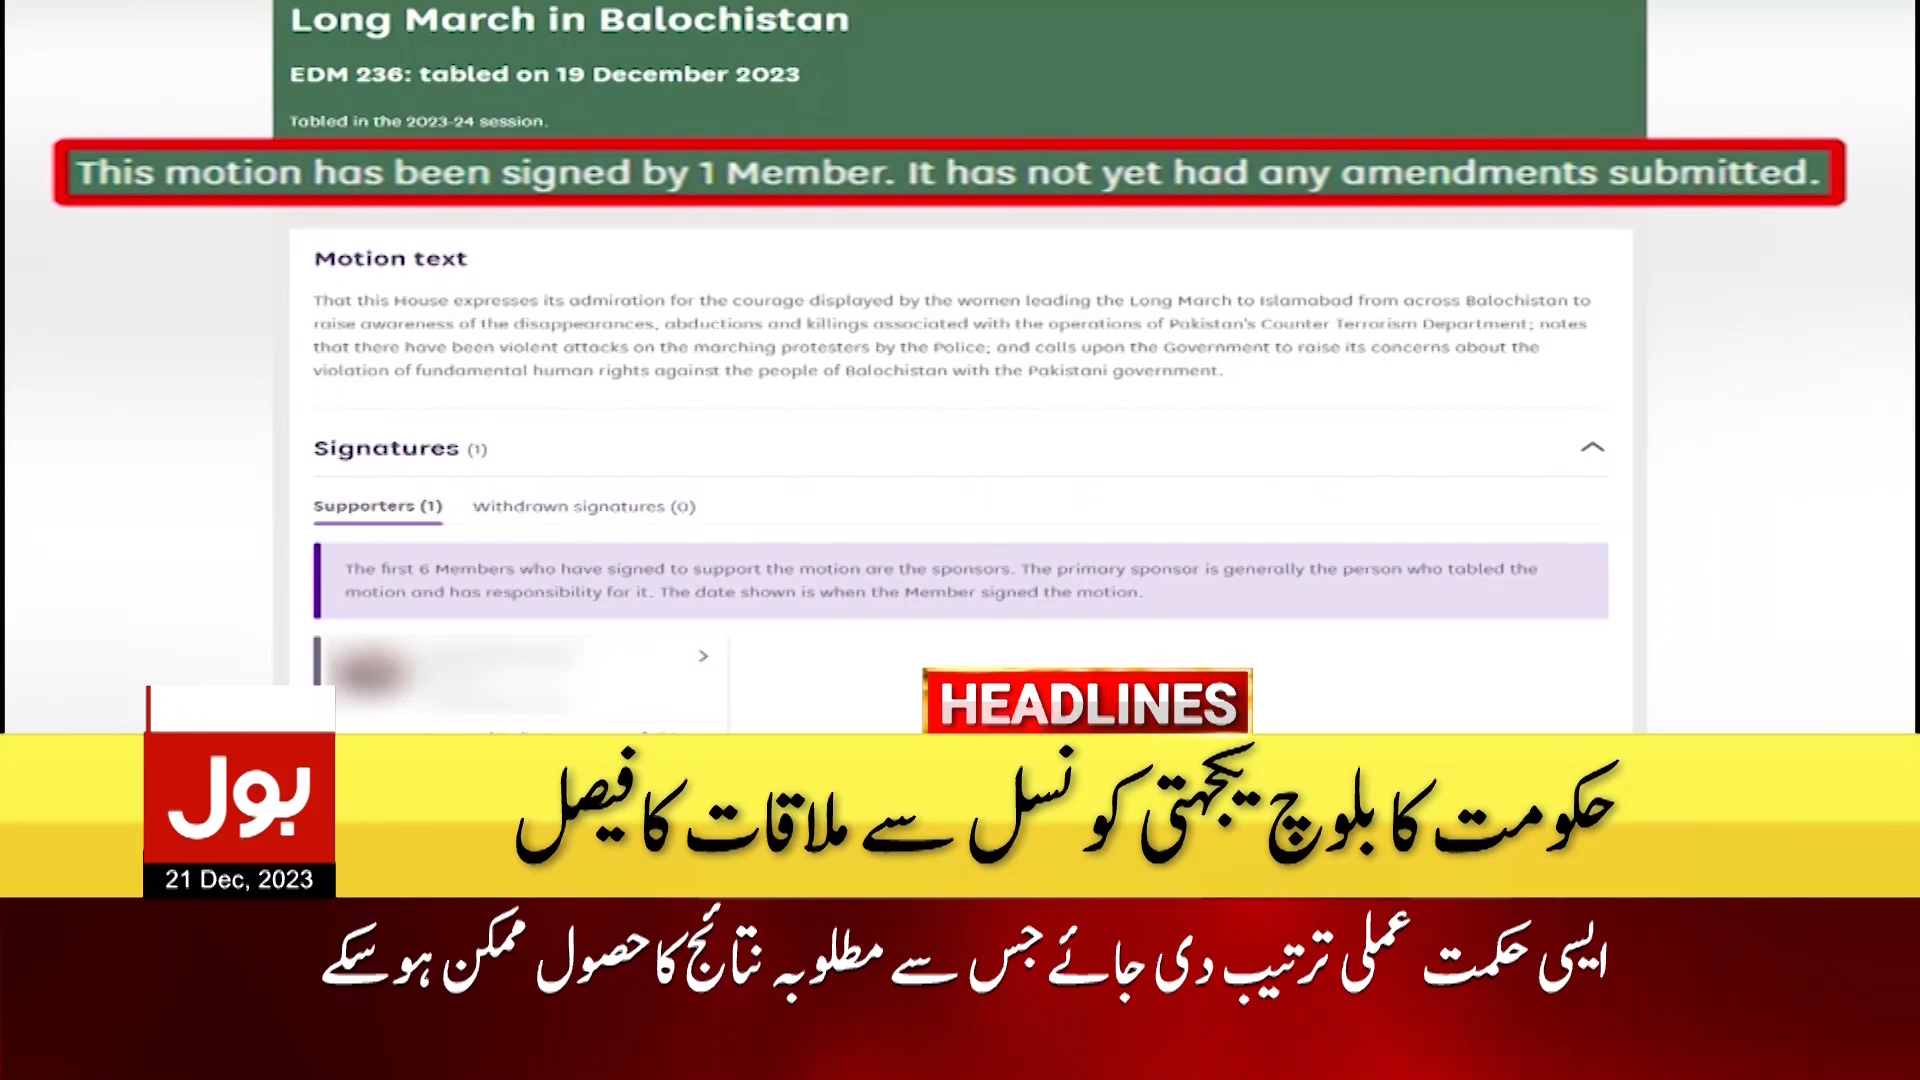 Long March in Balochistan
EDM 236: tabled on 19 December 2023
Tabled in the 2023-24 session.
This motion has been signed by 1 Member. It has not yet had any amendments submitted.
Motion text
That this House expresses its admiration for the courage displayed by the women leading the Long March to Islamabad from across Balochistan to
raise awareness of the disappearances, abductions and killings associated with the operations of Pakistan's Counter Terrorism Department; notes
that there have been violent attacks on the marching protesters by the Police; and calls upon the Government to raise its concerns about the
violation of fundamental human rights against the people of Balochistan with the Pakistani government.
Signatures (1)
Supporters (1) Withdrawn signatures (0)
The first 6 Members who have signed to support the motion are the sponsors. The primary sponsor is generally the person who tabled the
motion and has responsibility for it. The date shown is when the Member signed the motion.
HEADLINES
حکومت کا بلوچ یکجہتی کونسل سے ملاقات کا فیصل
بول
21 Dec, 2023
ایسی حکمت عملی ترتیب دی جائے جس سے مطلوبہ نتائج کا حصول ممکن ہوسکے